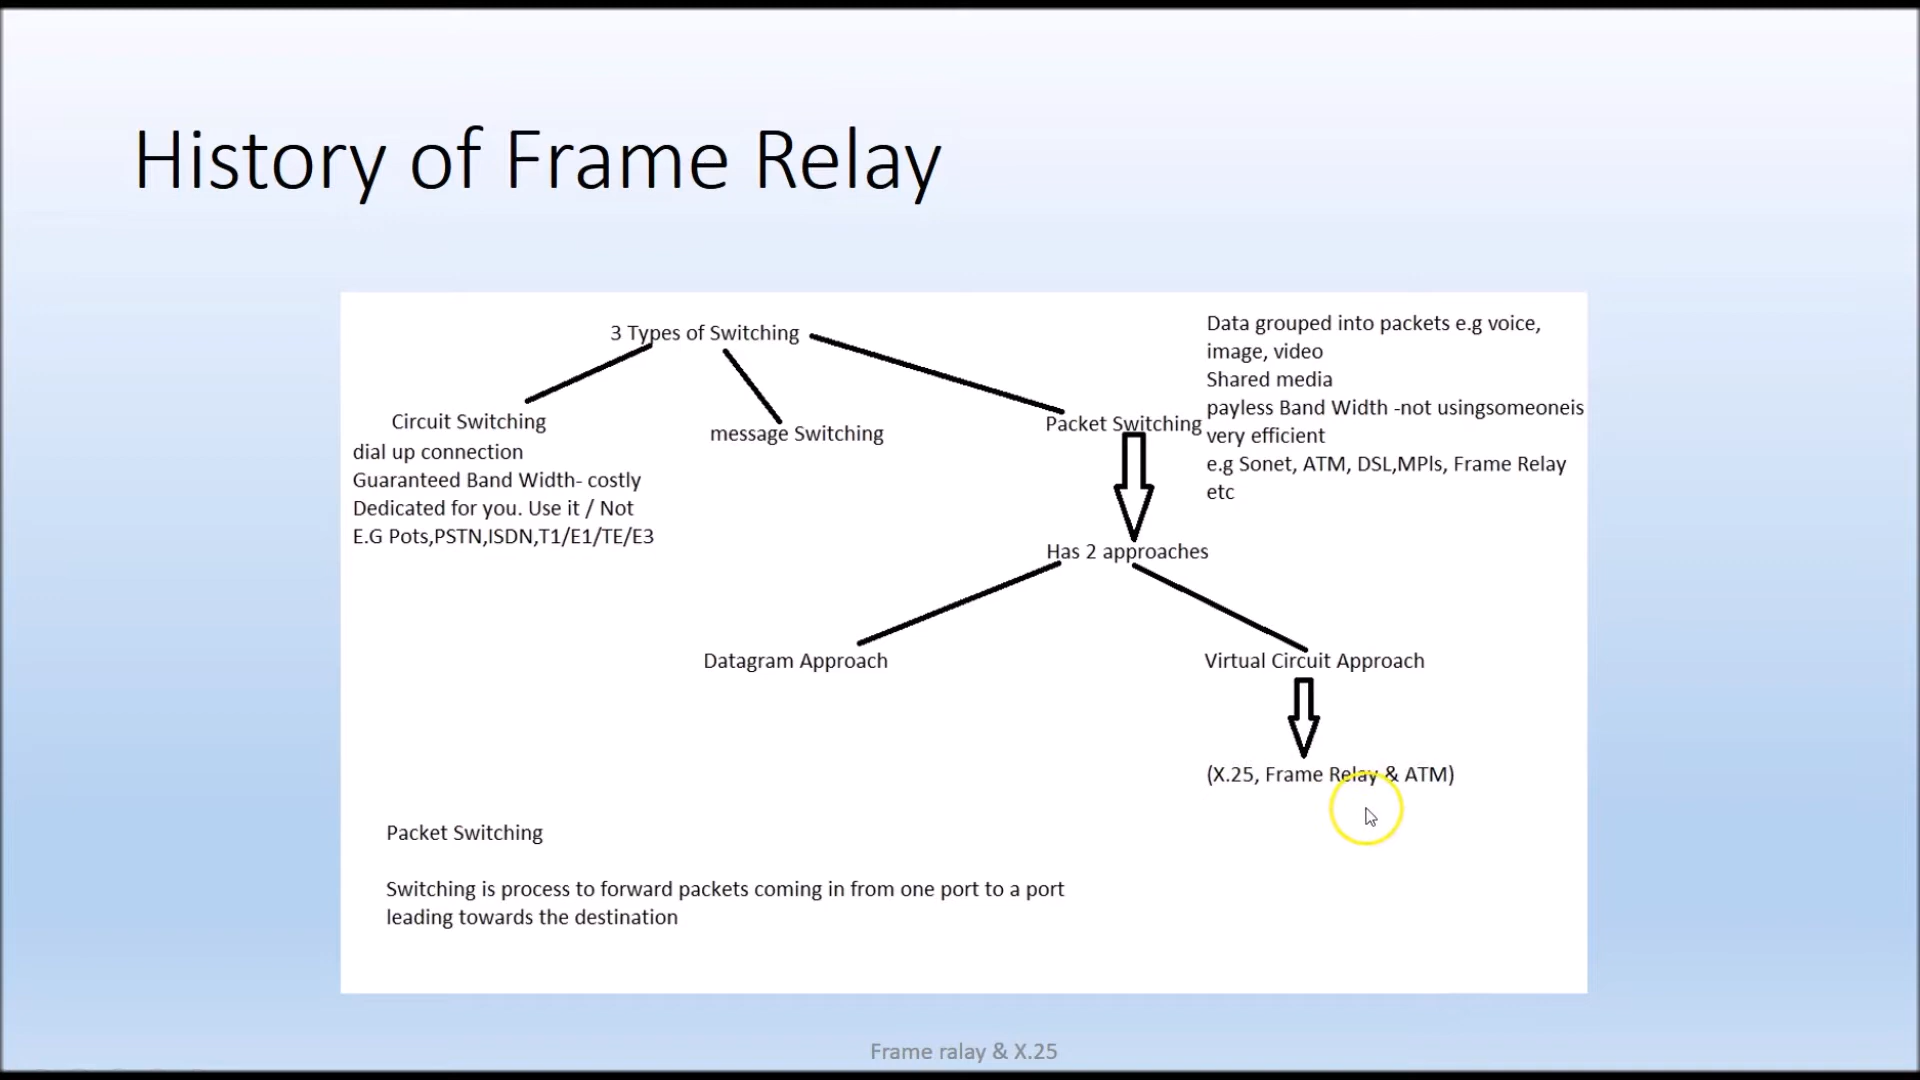 History of Frame Relay
3 Types of Switching
Circuit Switching
dial up connection
Guaranteed Band Width- costly
Dedicated for you. Use it / Not
E.G Pots,PSTN,ISDN,T1/E1/TE/E3
message Switching
Packet Switching
Data grouped into packets e.g voice,
image, video
Shared media
payless Band Width -not usingsomeoneis
very efficient
e.g Sonet, ATM, DSL,MPls, Frame Relay
etc
Has 2 approaches
Datagram Approach
Virtual Circuit Approach
(X.25, Frame Relay & ATM)
Packet Switching
Switching is process to forward packets coming in from one port to a port
leading towards the destination
Frame ralay & X.25